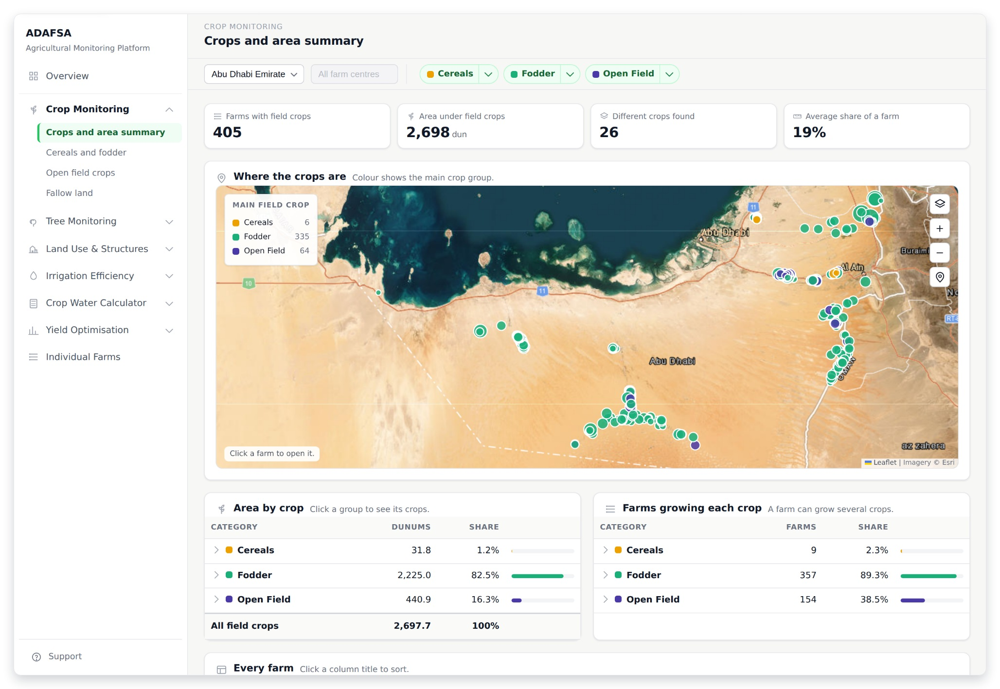 ADAFSA
Agricultural Monitoring Platform
Overview
Crop Monitoring
Crops and area summary
Cereals and fodder
Open field crops
Fallow land
Tree Monitoring
Land Use & Structures
Irrigation Efficiency
Crop Water Calculator
Yield Optimisation
Individual Farms
Support
CROP MONITORING
Crops and area summary
Abu Dhabi Emirate
All farm centres
Cereals
Fodder
Open Field
Farms with field crops
405
Area under field crops
2,698 dun
Different crops found
26
Average share of a farm
19%
Where the crops are Colour shows the main crop group.
MAIN FIELD CROP
Cereals 6
Fodder 335
Open Field 64
11
Abu Dhabi
Buraimi
Al Ain
10
11
RT-
Abu Dhabi
OMAN
az zahera
Click a farm to open it.
Leaflet | Imagery © Esri
Area by crop Click a group to see its crops.
CATEGORY DUNUMS SHARE
Cereals 31.8 1.2%
Fodder 2,225.0 82.5%
Open Field 440.9 16.3%
All field crops 2,697.7 100%
Farms growing each crop A farm can grow several crops.
CATEGORY FARMS SHARE
Cereals 9 2.3%
Fodder 357 89.3%
Open Field 154 38.5%
Every farm Click a column title to sort.